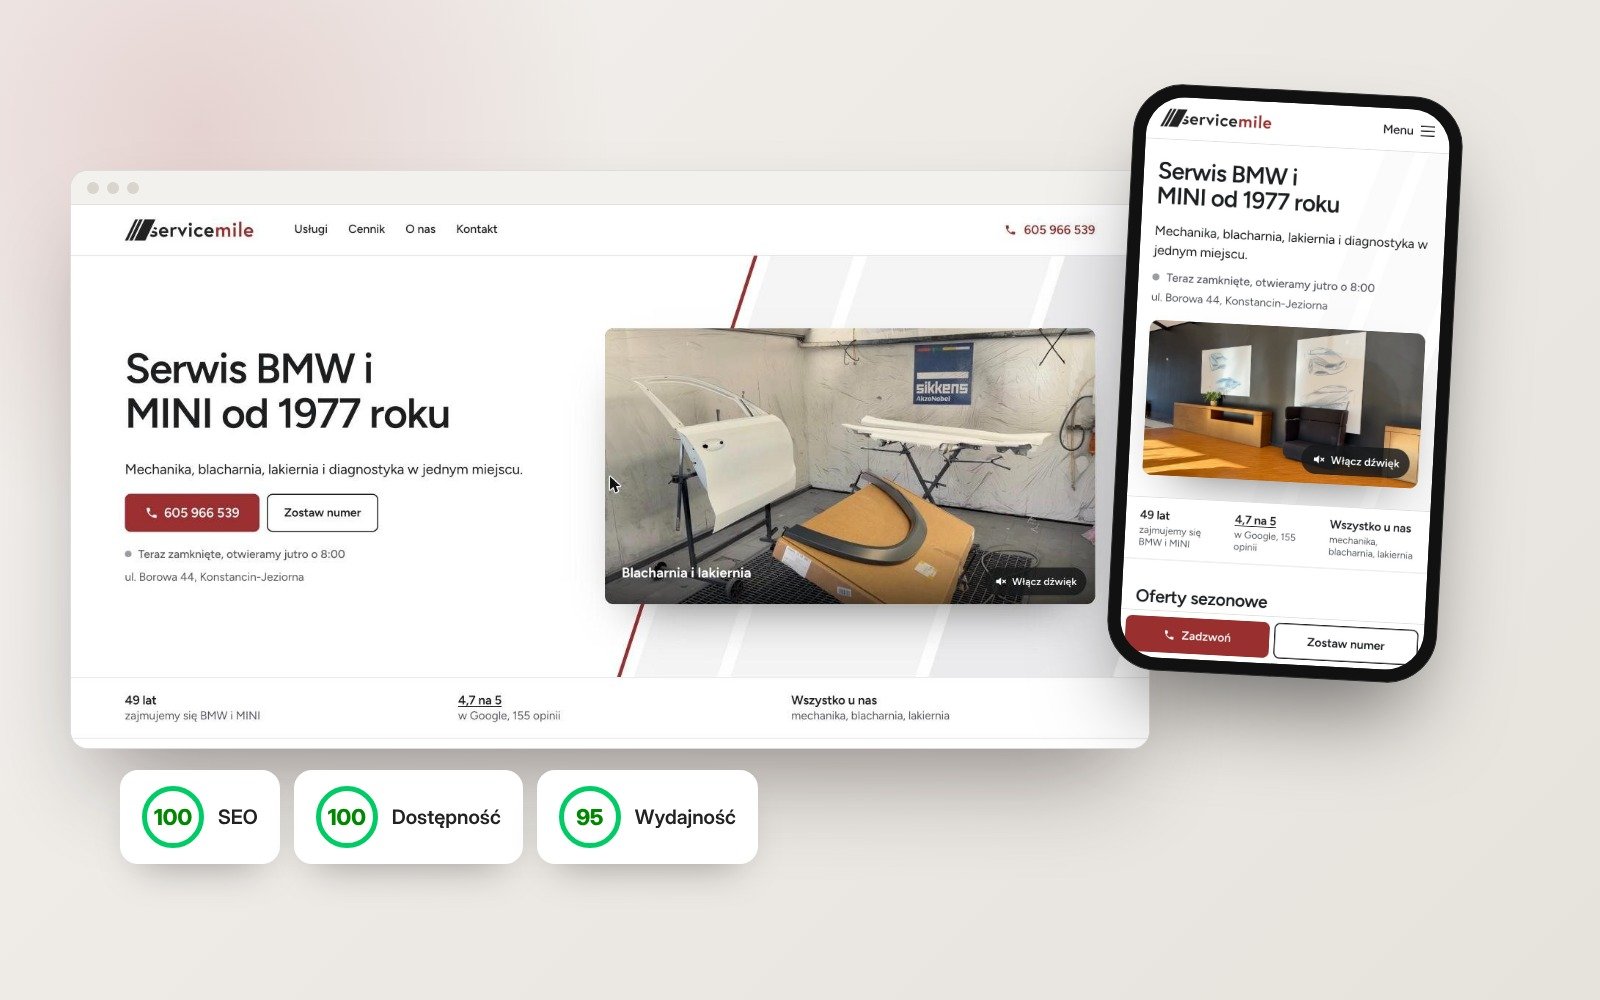 servicemile
Usługi Cennik O nas Kontakt
605 966 539
Serwis BMW i
MINI od 1977 roku
Mechanika, blacharnia, lakiernia i diagnostyka w jednym miejscu.
605 966 539 Zostaw numer
Teraz zamknięte, otwieramy jutro o 8:00
ul. Borowa 44, Konstancin-Jeziorna
sikkens
AkzoNobel
Blacharnia i lakiernia
Włącz dźwięk
49 lat
zajmujemy się BMW i MINI
4,7 na 5
w Google, 155 opinii
Wszystko u nas
mechanika, blacharnia, lakiernia
servicemile
Menu
Serwis BMW i
MINI od 1977 roku
Mechanika, blacharnia, lakiernia i diagnostyka w
jednym miejscu.
Teraz zamknięte, otwieramy jutro o 8:00
ul. Borowa 44, Konstancin-Jeziorna
Włącz dźwięk
49 lat
zajmujemy się
BMW i MINI
4,7 na 5
w Google, 155
opinii
Wszystko u nas
mechanika,
blacharnia, lakiernia
Oferty sezonowe
Zadzwoń Zostaw numer
100 SEO
100 Dostępność
95 Wydajność